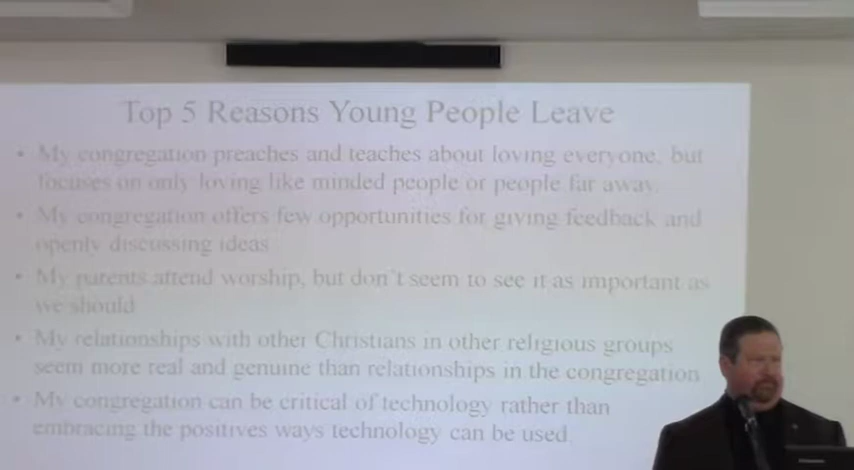 Top 5 Reasons Young People Leave
• My congregation preaches and teaches about loving everyone, but
focuses on only loving like minded people or people far away.
• My congregation offers few opportunities for giving feedback and
openly discussing ideas
• My parents attend worship, but don't seem to see it as important as
we should
• My relationships with other Christians in other religious groups
seem more real and genuine than relationships in the congregation
• My congregation can be critical of technology rather than
embracing the positives ways technology can be used.